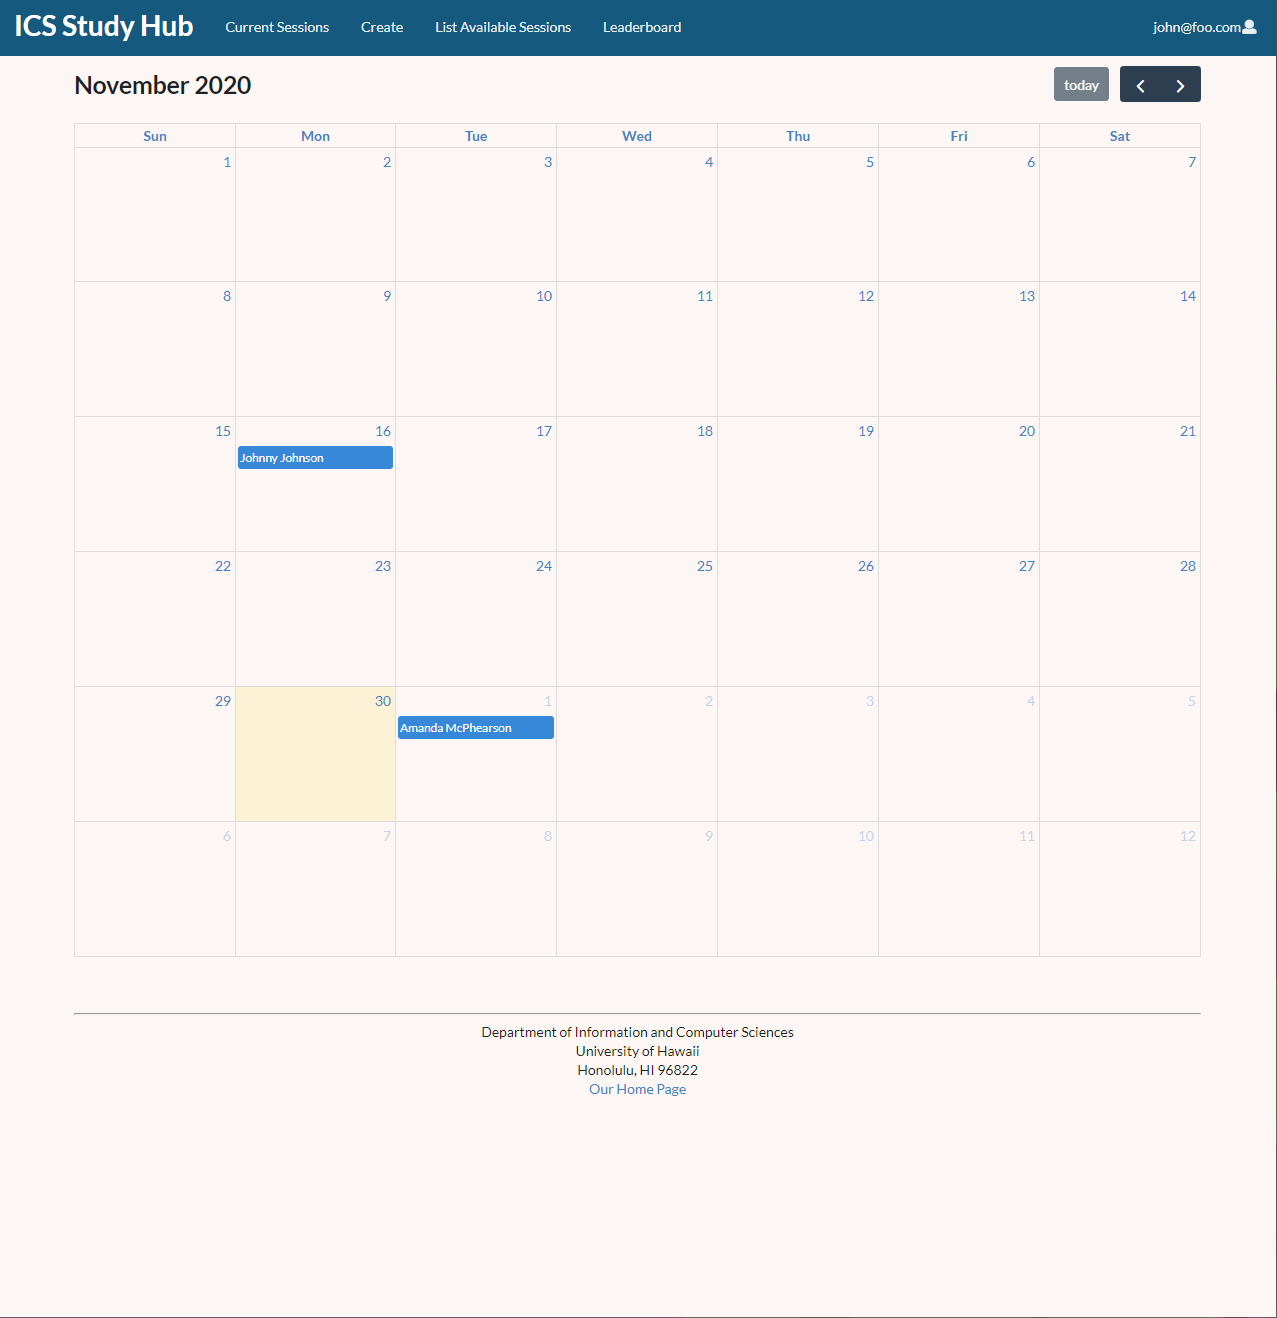 ICS Study Hub Current Sessions Create List Available Sessions Leaderboard john@foo.com
November 2020 today
Sun Mon Tue Wed Thu Fri Sat
1 2 3 4 5 6 7
8 9 10 11 12 13 14
15 16 17 18 19 20 21
Johnny Johnson
22 23 24 25 26 27 28
29 30 1 2 3 4 5
Amanda McPhearson
6 7 8 9 10 11 12
Department of Information and Computer Sciences
University of Hawaii
Honolulu, HI 96822
Our Home Page